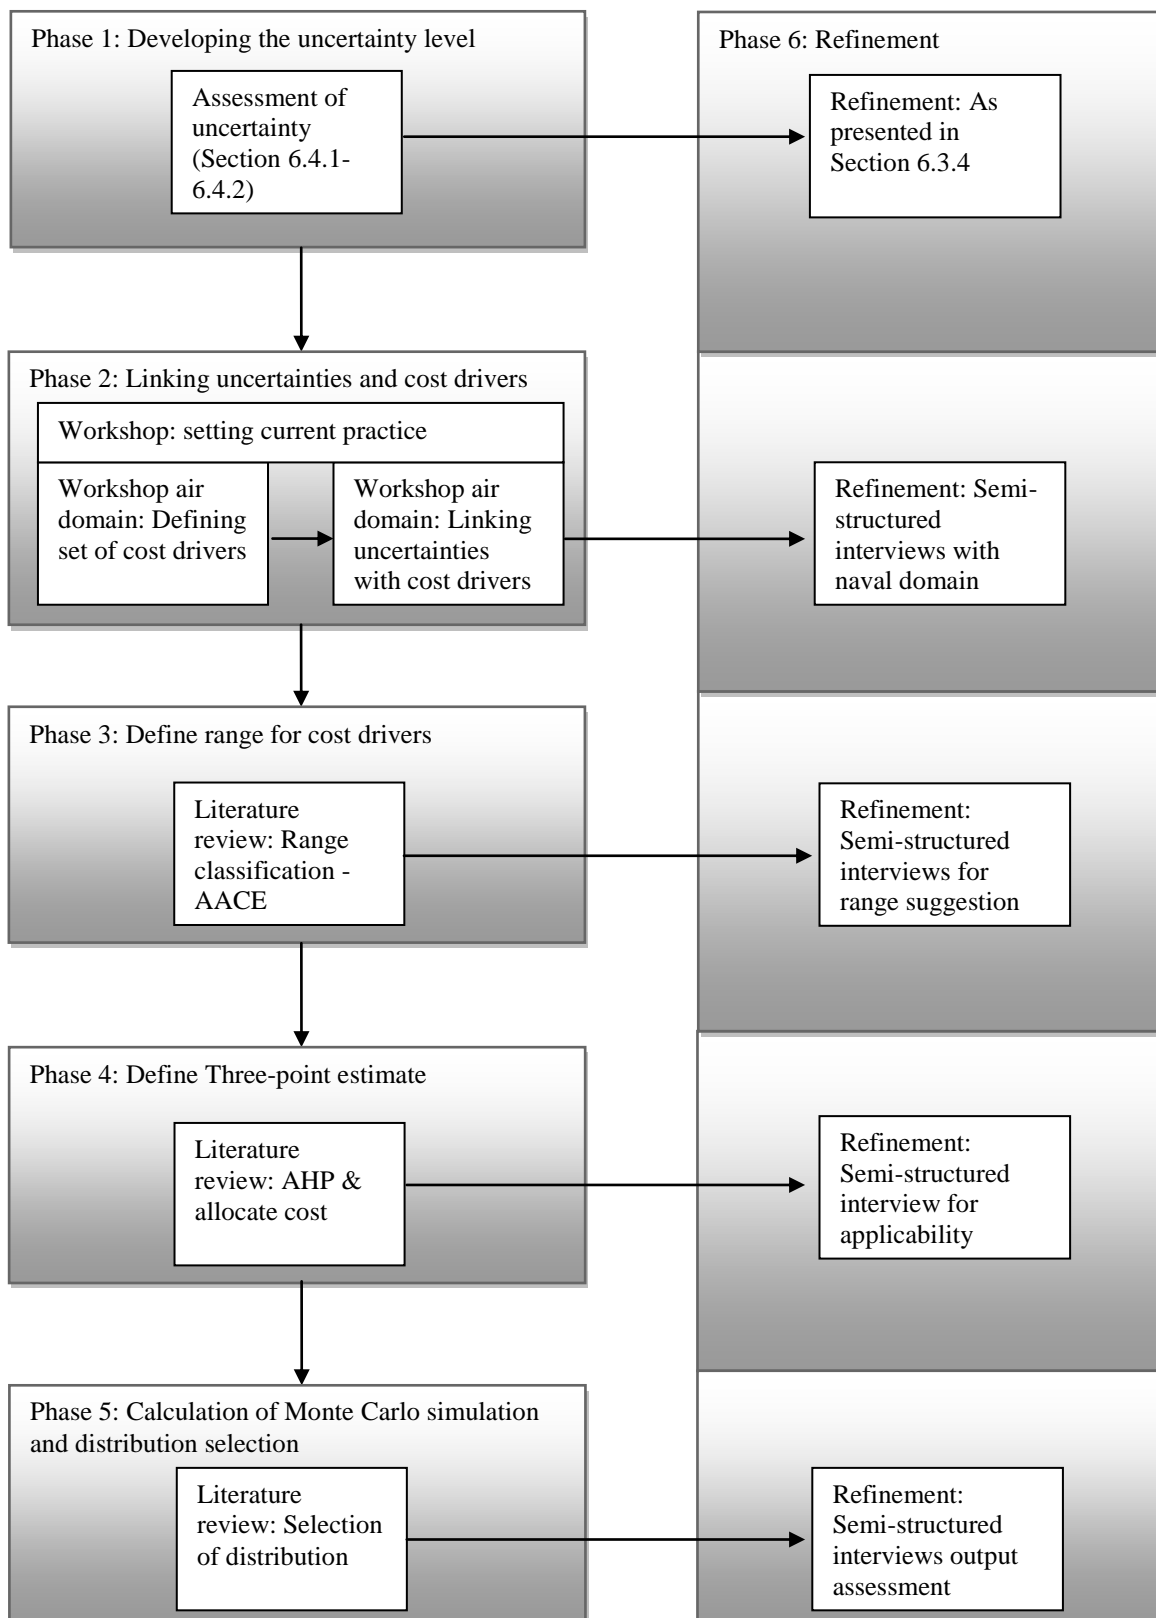 Phase 1: Developing the uncertainty level
Assessment of
uncertainty
(Section 6.4.1-
6.4.2)
Phase 6: Refinement
Refinement: As
presented in
Section 6.3.4
Phase 2: Linking uncertainties and cost drivers
Workshop: setting current practice
Workshop air
domain: Defining
set of cost drivers
Workshop air
domain: Linking
uncertainties
with cost drivers
Refinement: Semi-
structured
interviews with
naval domain
Phase 3: Define range for cost drivers
Literature
review: Range
classification -
AACE
Refinement:
Semi-structured
interviews for
range suggestion
Phase 4: Define Three-point estimate
Literature
review: AHP &
allocate cost
Refinement:
Semi-structured
interview for
applicability
Phase 5: Calculation of Monte Carlo simulation
and distribution selection
Literature
review: Selection
of distribution
Refinement:
Semi-structured
interviews output
assessment